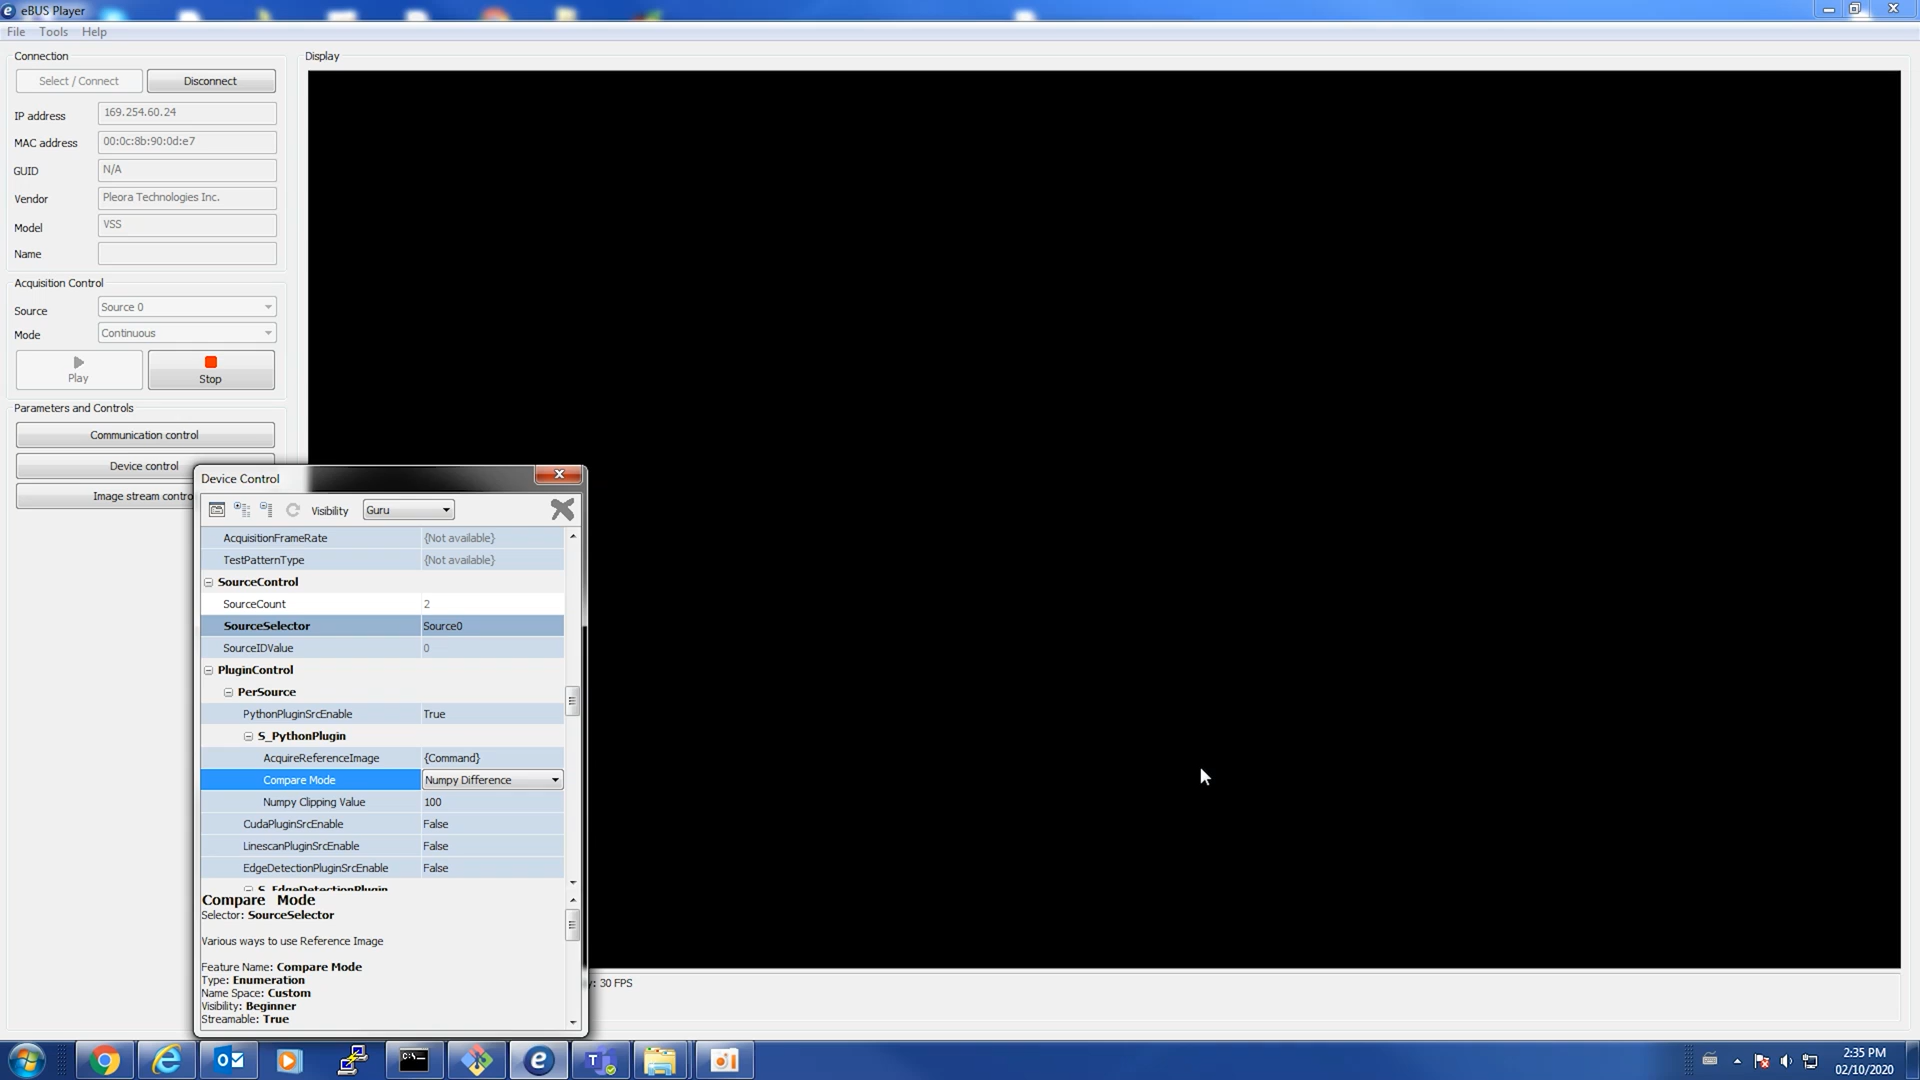 eBUS Player
File Tools Help
Connection
Select / Connect
Disconnect
IP address
169.254.60.24
MAC address
00:0c:8b:90:0d:e7
GUID
N/A
Vendor
Pleora Technologies Inc.
Model
VSS
Name
Acquisition Control
Source
Source 0
Mode
Continuous
Play
Stop
Parameters and Controls
Communication control
Device control
Image stream contro
Display
Device Control
Visibility
Guru
AcquisitionFrameRate {Not available}
TestPatternType {Not available}
SourceControl
SourceCount 2
SourceSelector Source0
SourceIDValue 0
PluginControl
PerSource
PythonPluginSrcEnable True
S_PythonPlugin
AcquireReferenceImage {Command}
Compare Mode Numpy Difference
Numpy Clipping Value 100
CudaPluginSrcEnable False
LinescanPluginSrcEnable False
EdgeDetectionPluginSrcEnable False
S_EdgeDetectionPlugin
Compare Mode
Selector: SourceSelector
Various ways to use Reference Image
Feature Name: Compare Mode
Type: Enumeration
Name Space: Custom
Visibility: Beginner
Streamable: True
y: 30 FPS
2:35 PM
02/10/2020